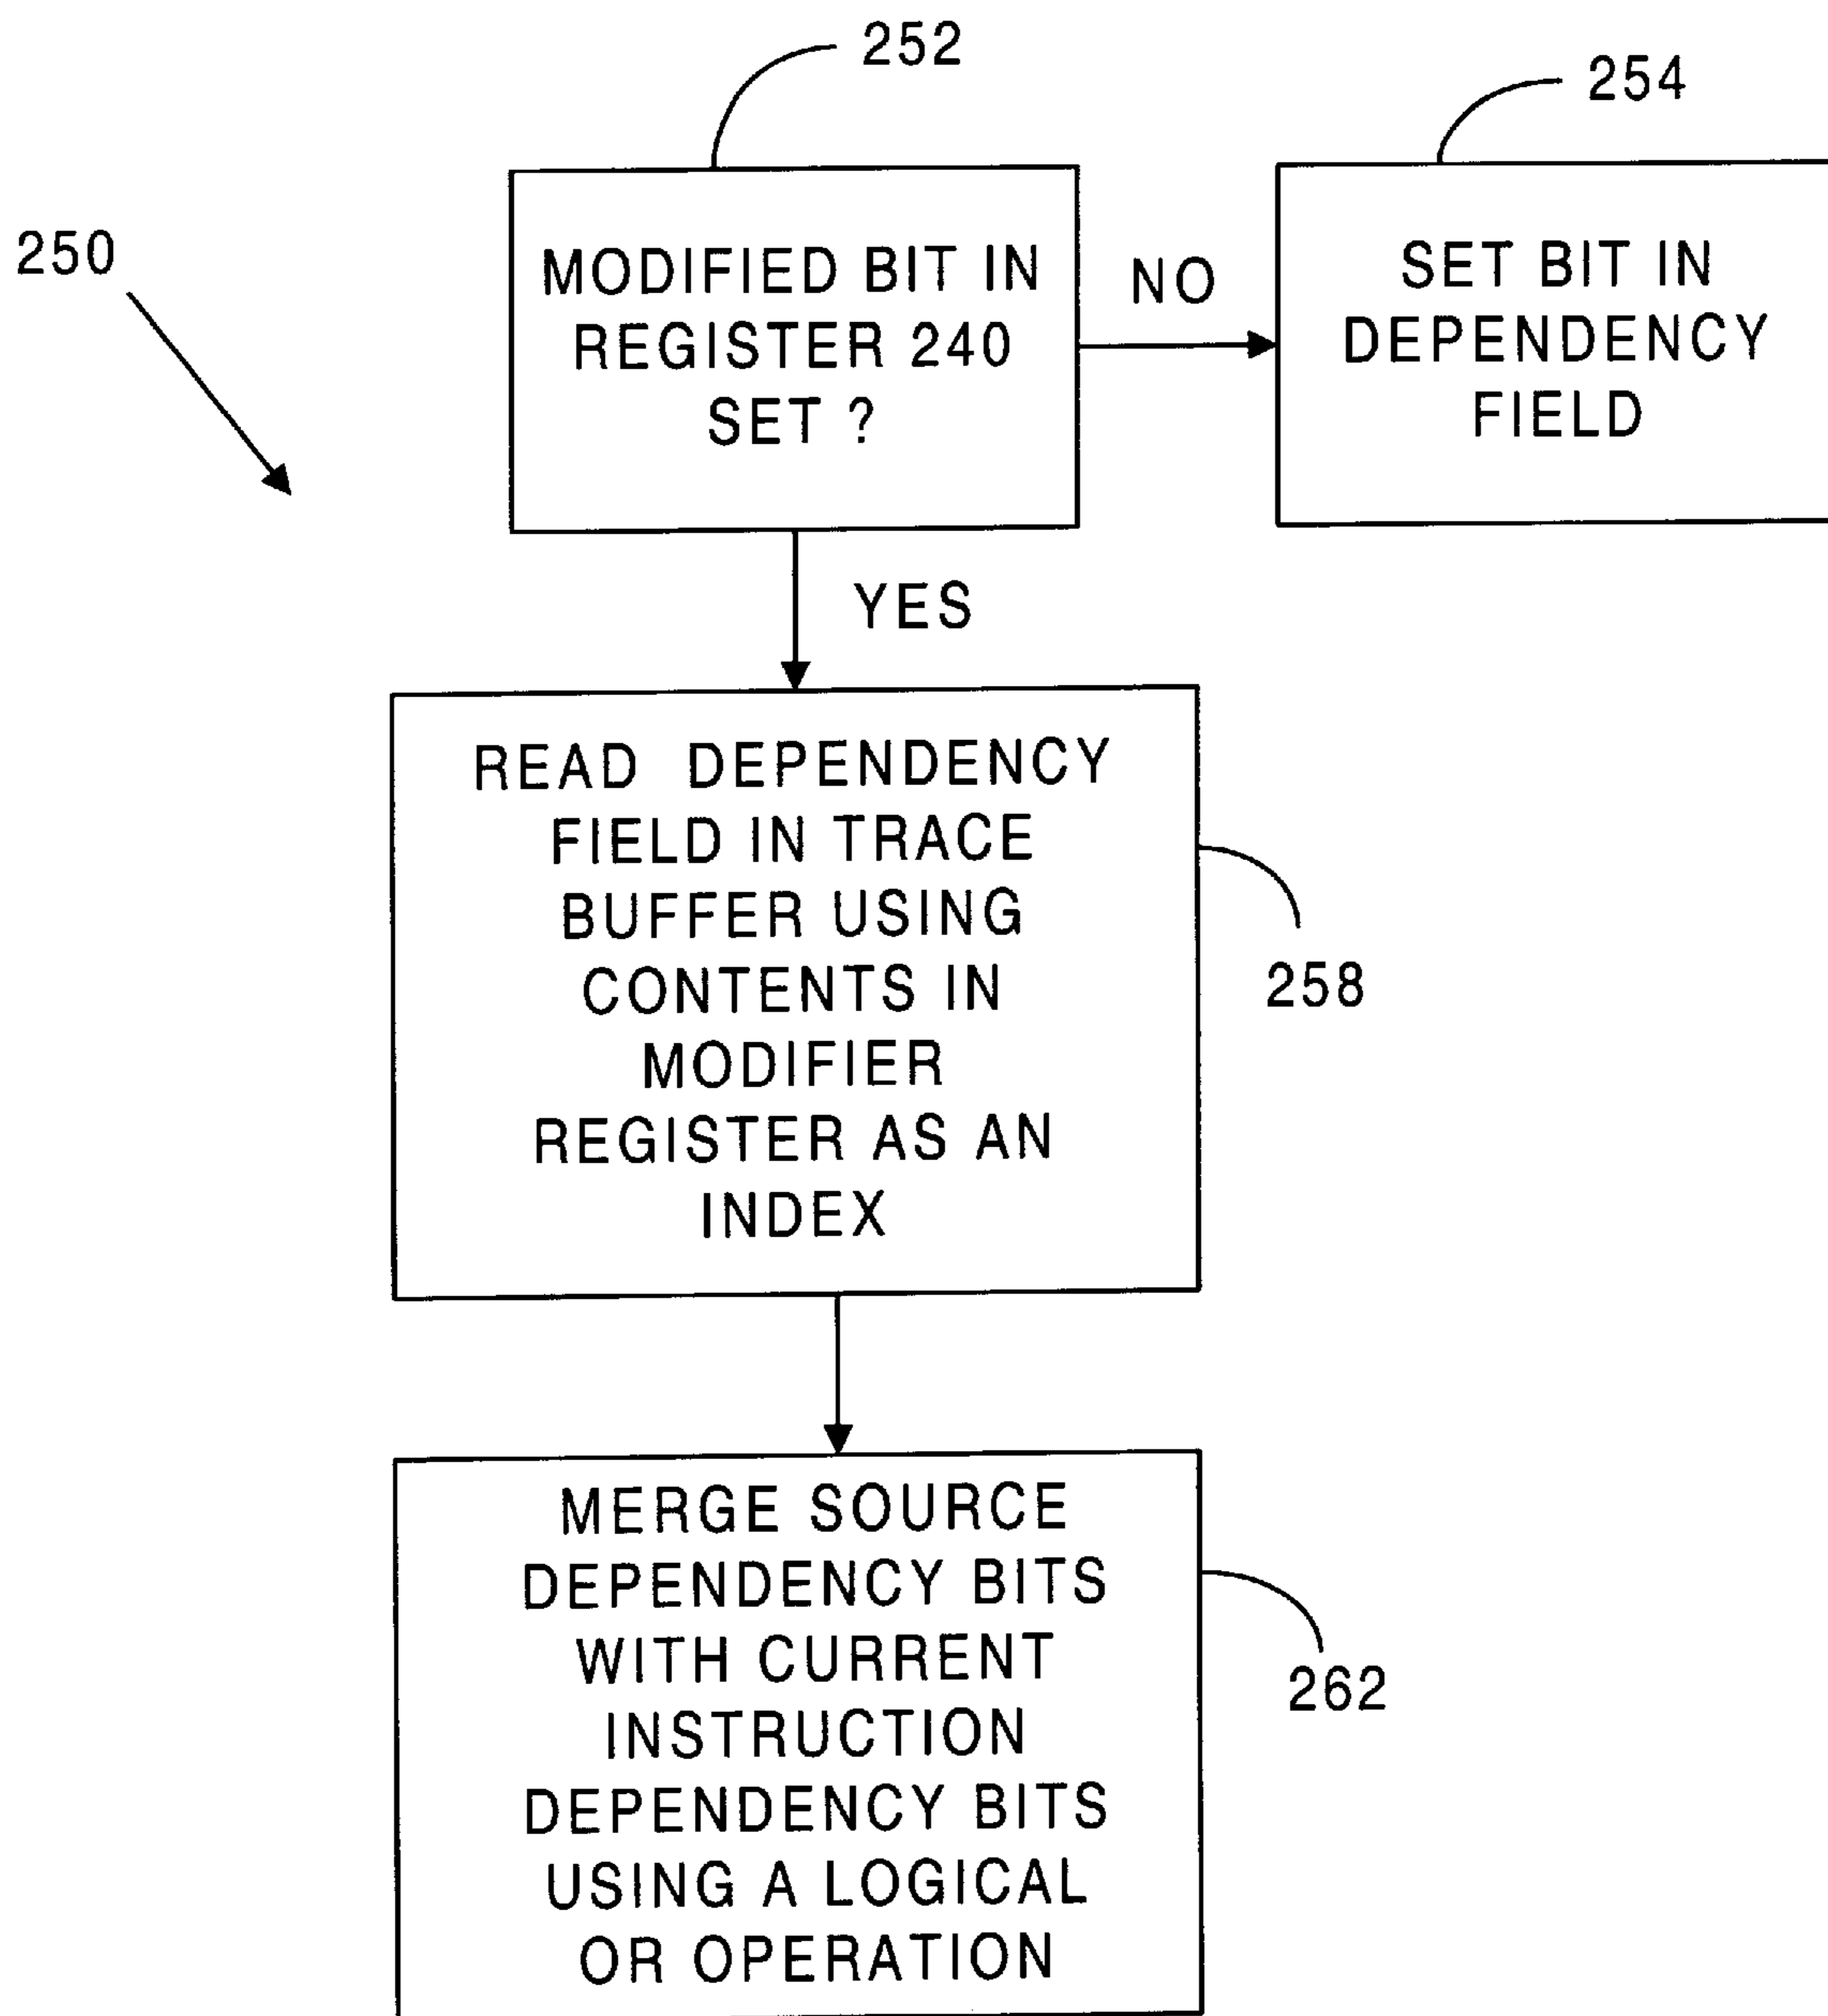 252
254
250
MODIFIED BIT IN
REGISTER 240
SET ?
NO
SET BIT IN
DEPENDENCY
FIELD
YES
READ DEPENDENCY
FIELD IN TRACE
BUFFER USING
CONTENTS IN
MODIFIER
REGISTER AS AN
INDEX
258
MERGE SOURCE
DEPENDENCY BITS
WITH CURRENT
INSTRUCTION
DEPENDENCY BITS
USING A LOGICAL
OR OPERATION
262